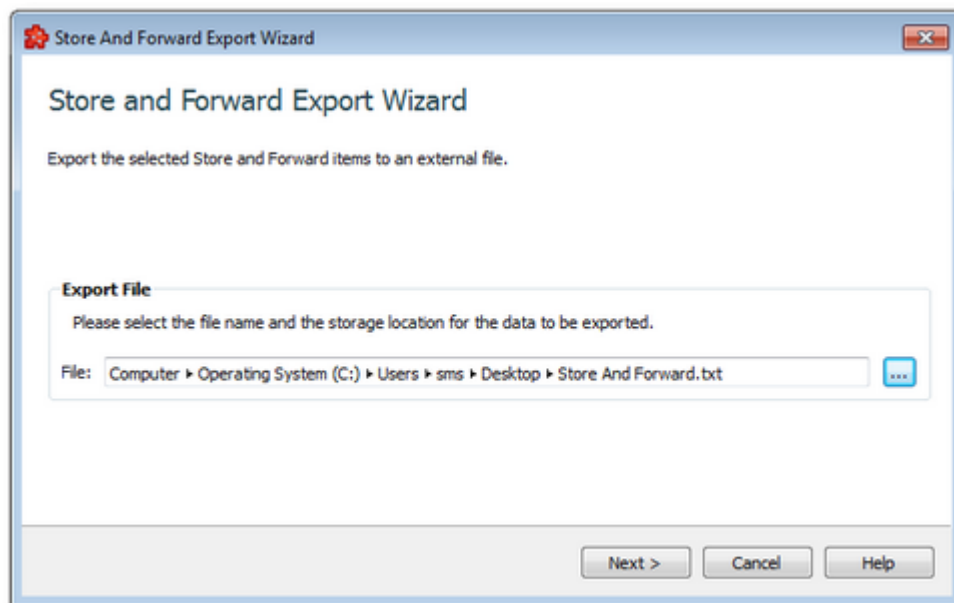 Store And Forward Export Wizard
Store and Forward Export Wizard
Export the selected Store and Forward items to an external file.
Export File
Please select the file name and the storage location for the data to be exported.
File: Computer ▸ Operating System (C:) ▸ Users ▸ sms ▸ Desktop ▸ Store And Forward.txt ...
Next > Cancel Help